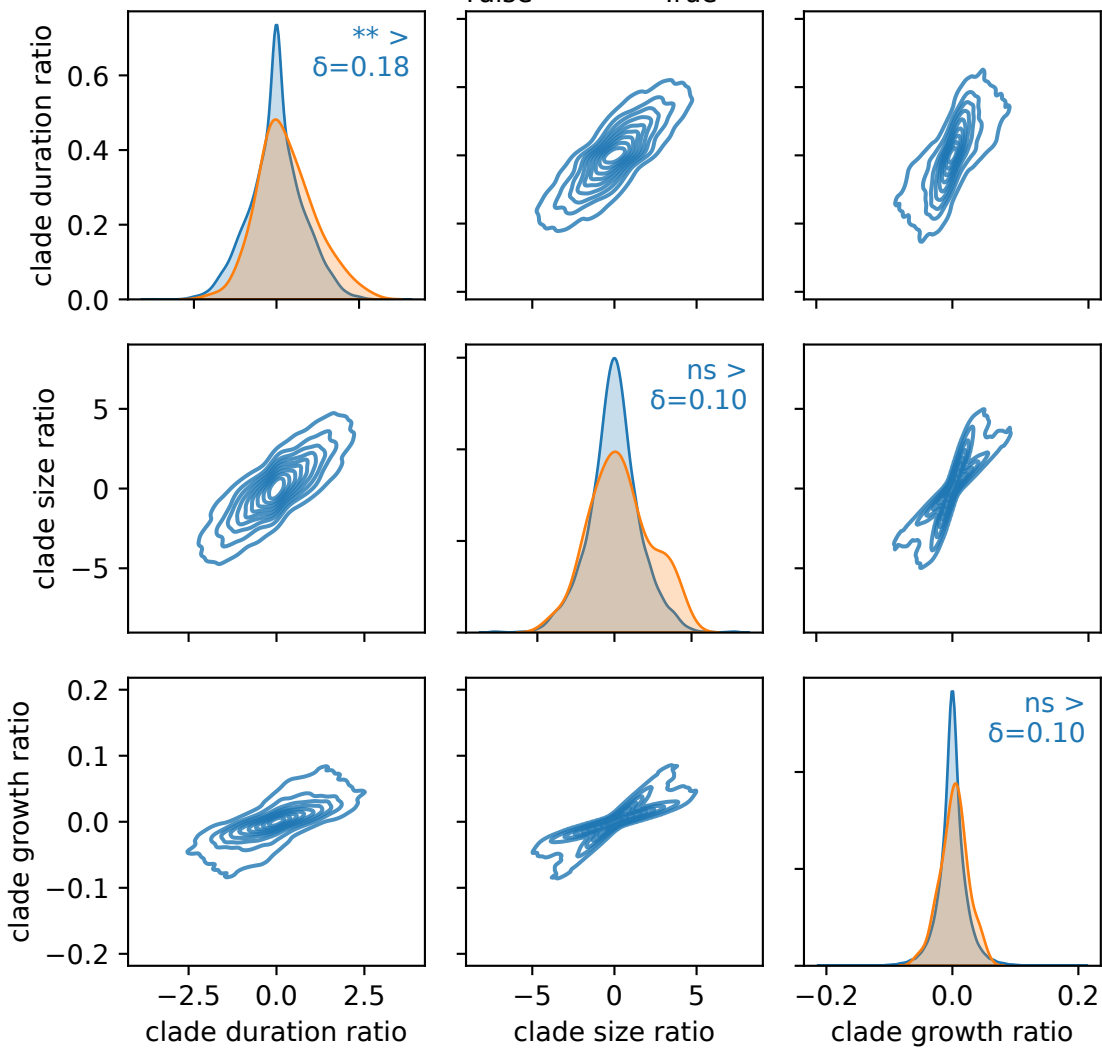 ** >
δ=0.18
clade duration ratio
0.6
0.4
0.2
0.0
ns >
δ=0.10
clade size ratio
5
0
−5
ns >
δ=0.10
clade growth ratio
0.2
0.1
0.0
−0.1
−0.2
−2.5 0.0 2.5
−5 0 5
−0.2 0.0 0.2
clade duration ratio
clade size ratio
clade growth ratio